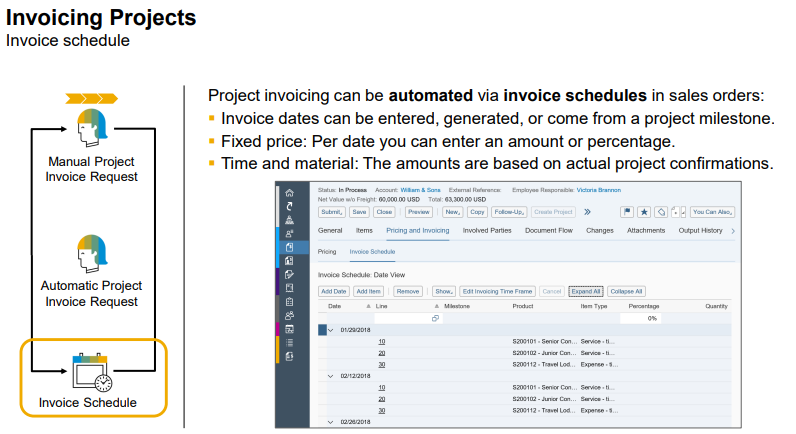 Invoicing Projects
Invoice schedule
Manual Project
Invoice Request
Automatic Project
Invoice Request
Invoice Schedule
Project invoicing can be automated via invoice schedules in sales orders:
Invoice dates can be entered, generated, or come from a project milestone.
Fixed price: Per date you can enter an amount or percentage.
Time and material: The amounts are based on actual project confirmations.
Status: In Process Account: William & Sons External Reference: Employee Responsible: Victoria Brannon
Net Value w/o Freight: 60,000.00 USD Total: 63,300.00 USD
Submit Save Close Preview New Copy Follow-Up Create Project » You Can Also
General Items Pricing and Invoicing Involved Parties Document Flow Changes Attachments Output History
Pricing Invoice Schedule
Invoice Schedule: Date View
Add Date Add Item Remove Show Edit Invoicing Time Frame Cancel Expand All Collapse All
Date Line Milestone Product Item Type Percentage Quantity
0%
01/29/2018
10 S200101 - Senior Con... Service - ti...
20 S200102 - Junior Con... Service - ti...
30 S200112 - Travel Lod... Expense - ti...
02/12/2018
10 S200101 - Senior Con... Service - ti...
20 S200102 - Junior Con... Service - ti...
30 S200112 - Travel Lod... Expense - ti...
02/26/2018